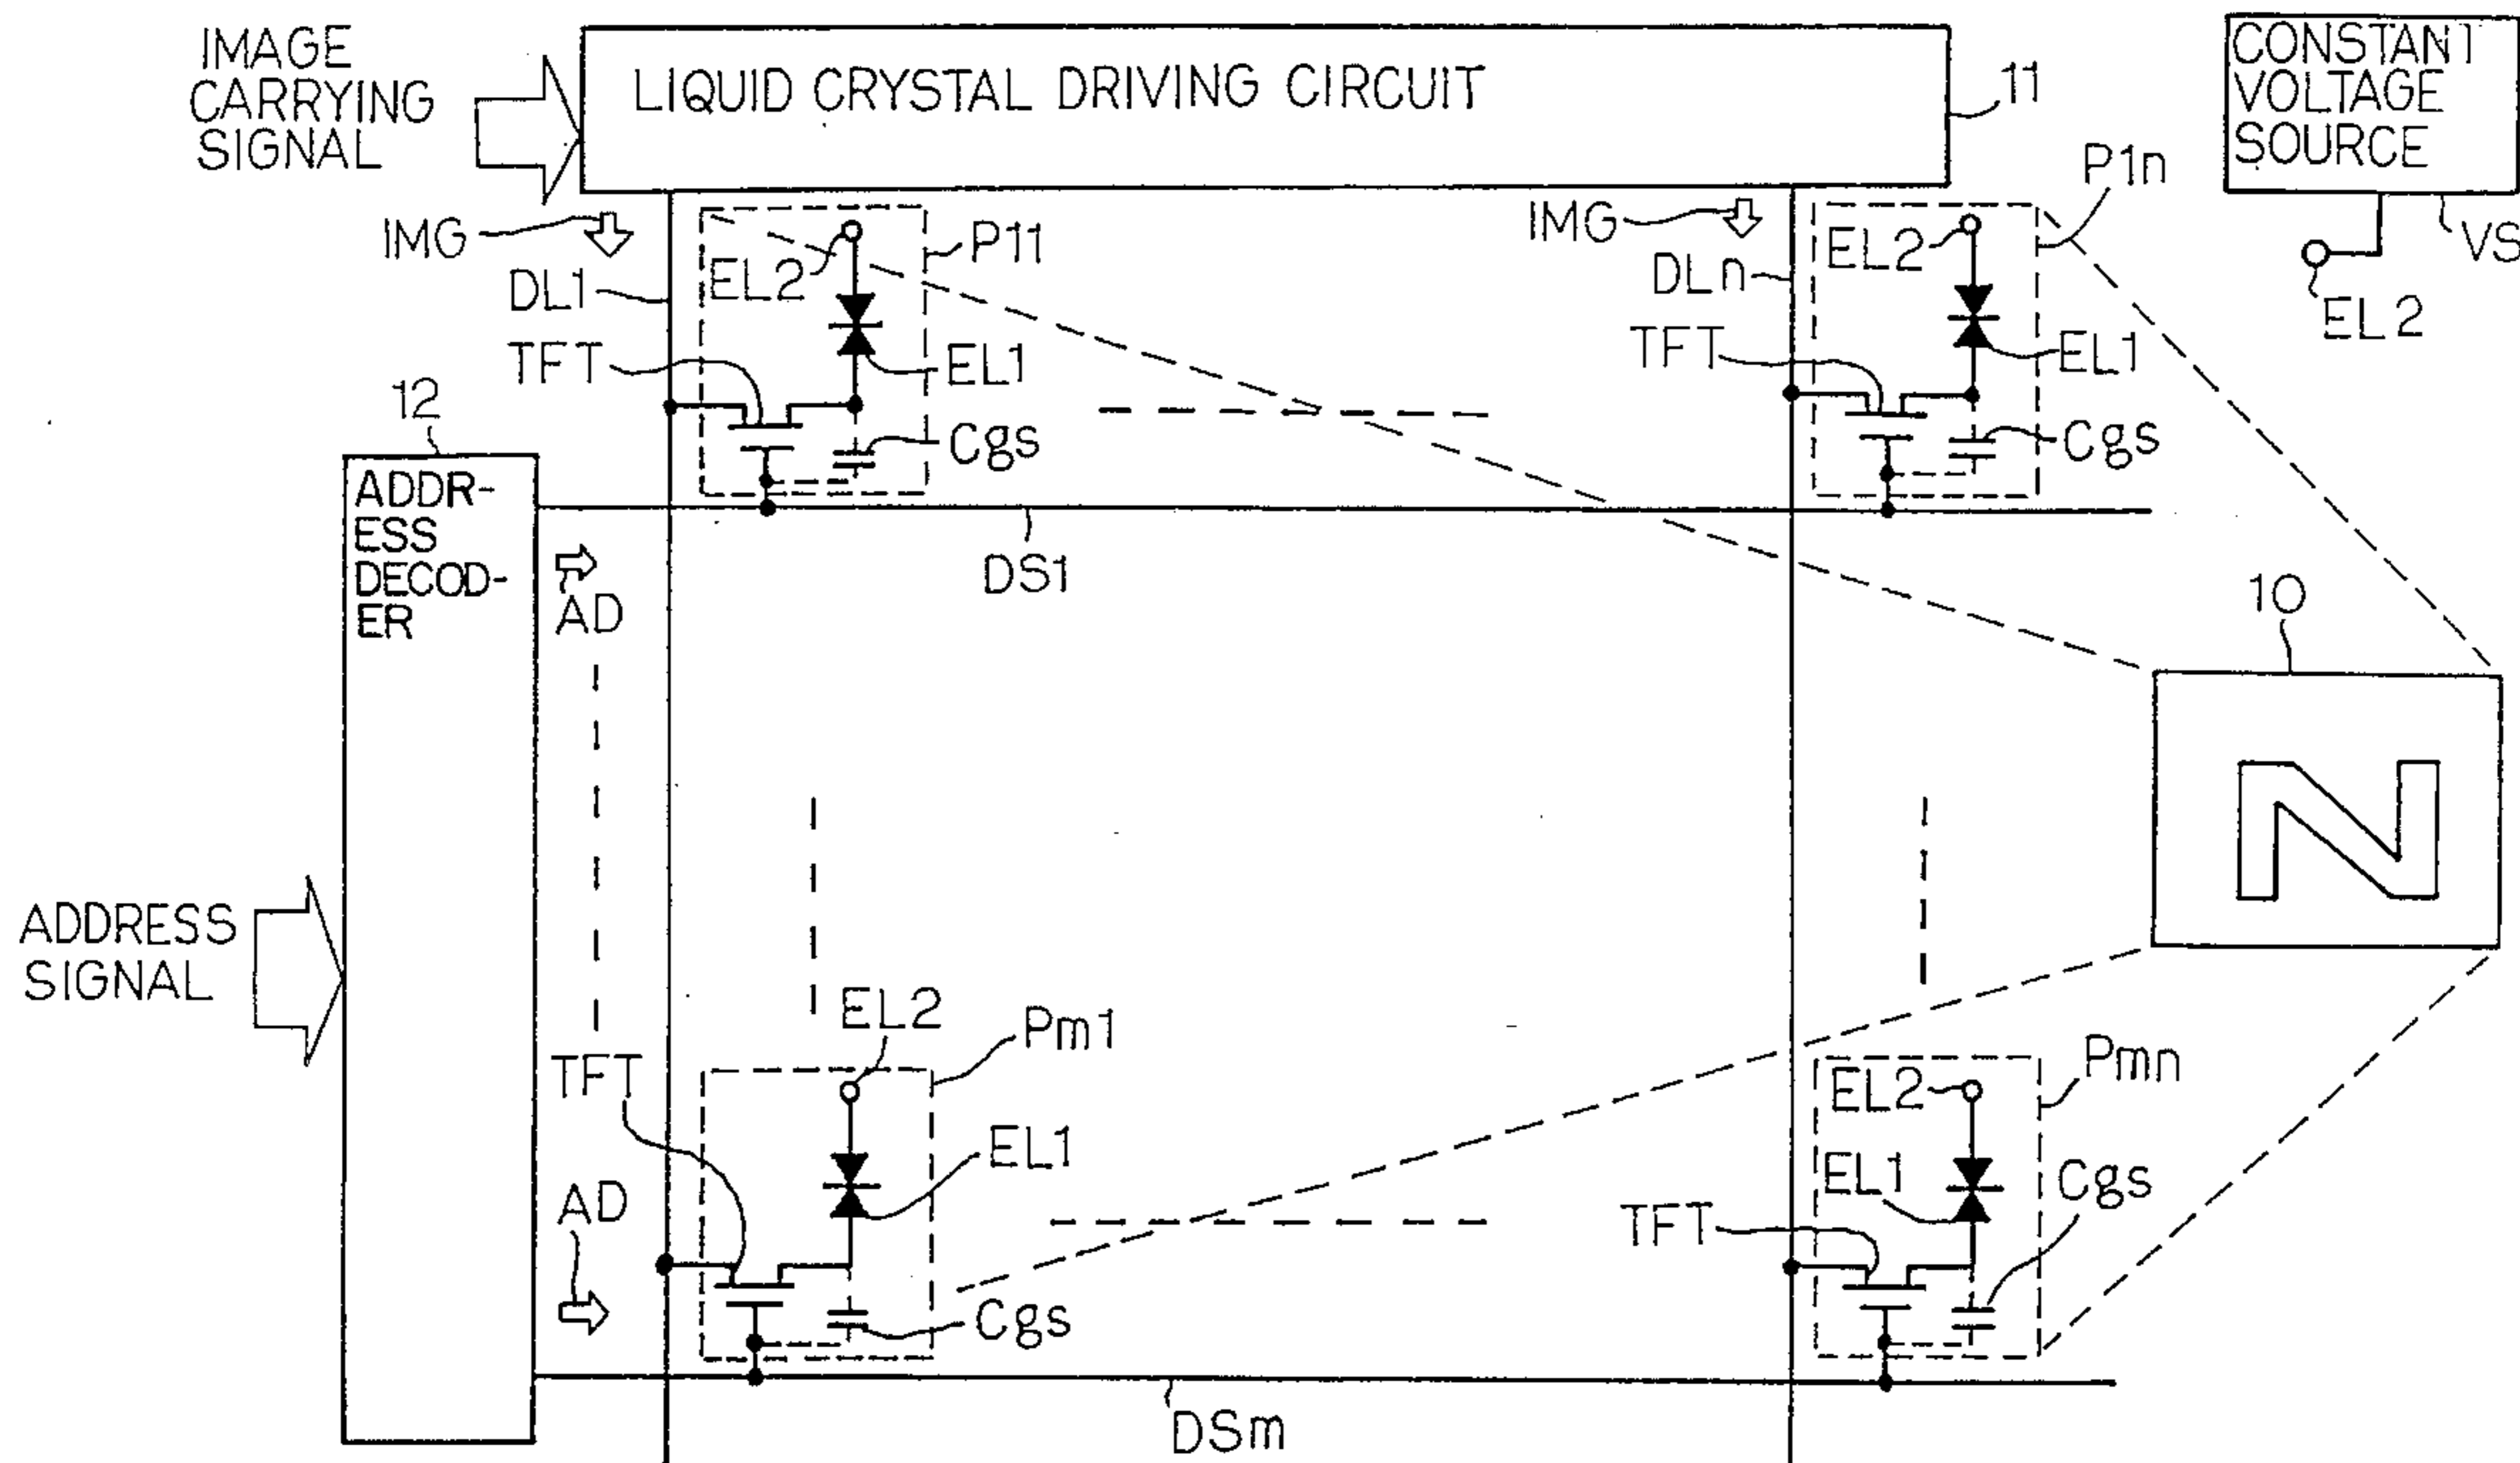 IMAGE
CARRYING
SIGNAL
LIQUID CRYSTAL DRIVING CIRCUIT
11
CONSTANT
VOLTAGE
SOURCE
VS
EL2
IMG
DL1
EL2
P11
TFT
EL1
Cgs
IMG
DLn
EL2
P1n
TFT
EL1
Cgs
12
ADDR-
ESS
DECOD-
ER
AD
DS1
10
N
ADDRESS
SIGNAL
EL2
Pm1
TFT
EL1
AD
Cgs
EL2
Pmn
EL1
Cgs
TFT
DSm